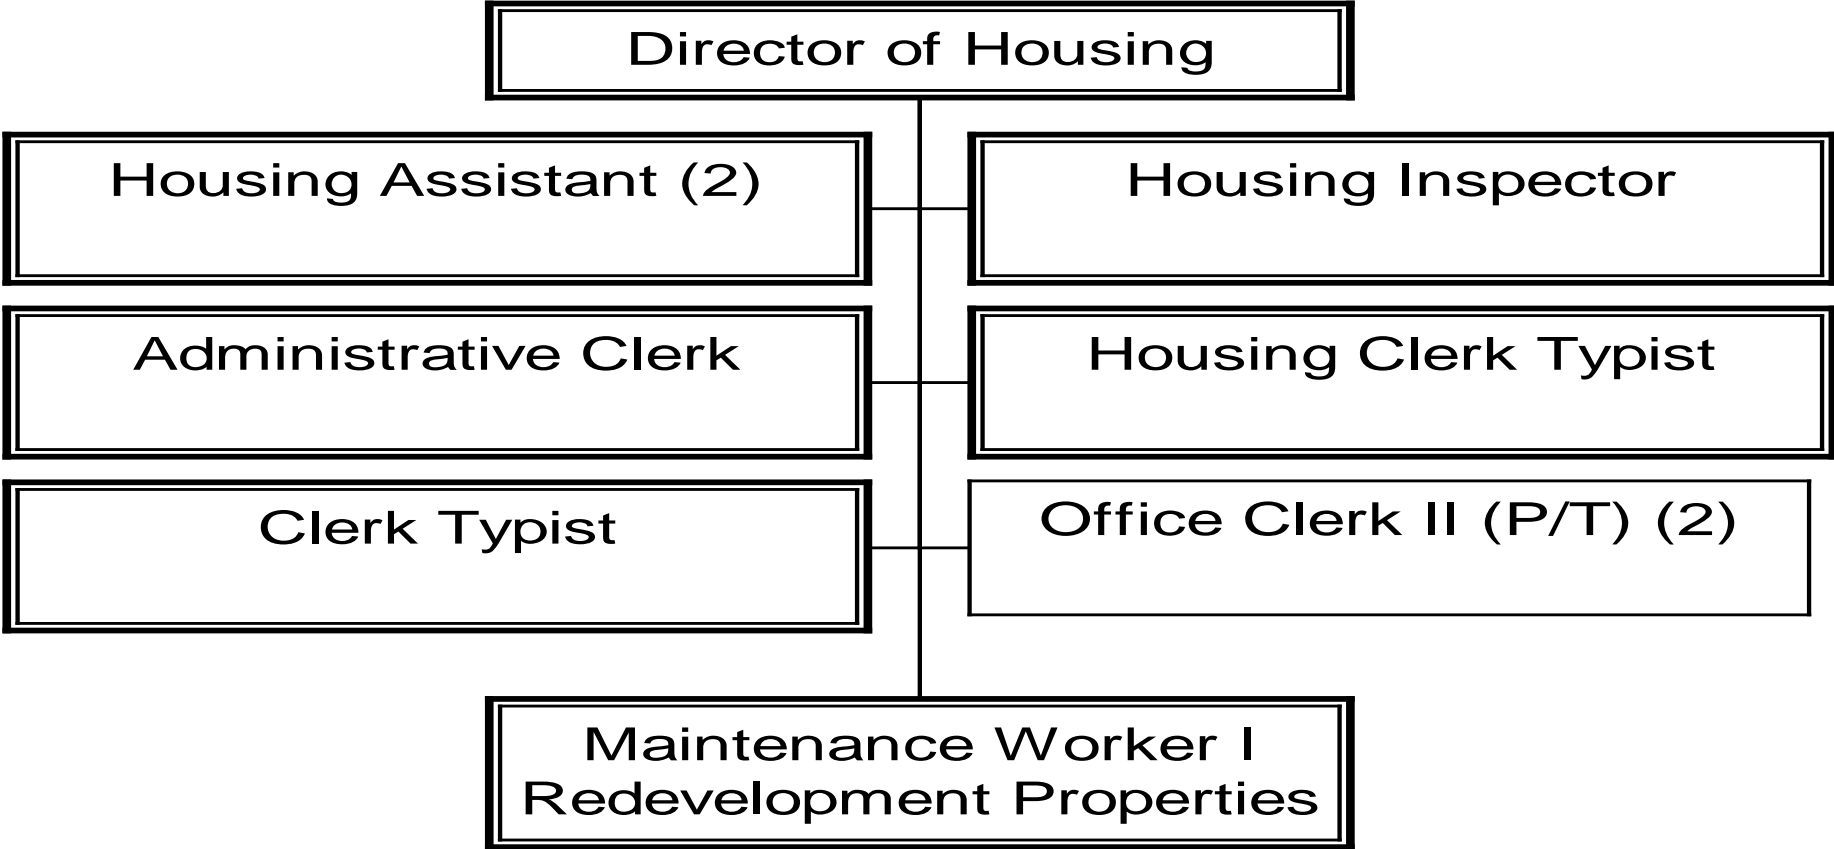 Director of Housing
Housing Assistant (2)
Housing Inspector
Administrative Clerk
Housing Clerk Typist
Clerk Typist
Office Clerk II (P/T) (2)
Maintenance Worker I
Redevelopment Properties